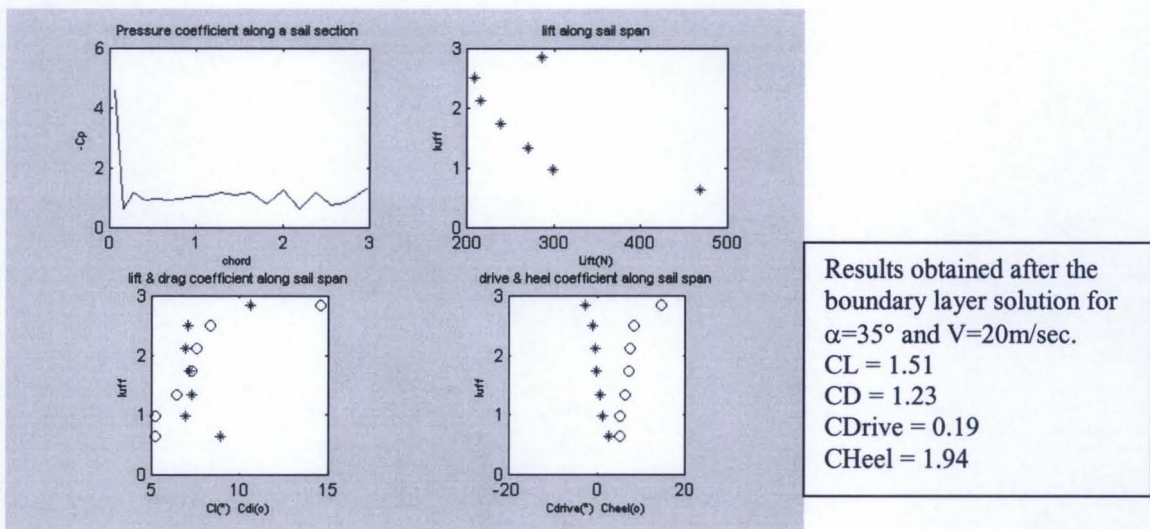 Pressure coefficient along a sail section
6
4
2
0
-Cp
0
1
2
3
chord
lift along sail span
3
2
1
0
luff
200
300
400
500
Lift(N)
lift & drag coefficient along sail span
3
2
1
0
luff
5
10
15
Cl(*) Cdi(o)
drive & heel coefficient along sail span
3
2
1
0
luff
-20
0
20
Cdrive(*) Cheel(o)
Results obtained after the
boundary layer solution for
α=35° and V=20m/sec.
CL = 1.51
CD = 1.23
CDrive = 0.19
CHeel = 1.94